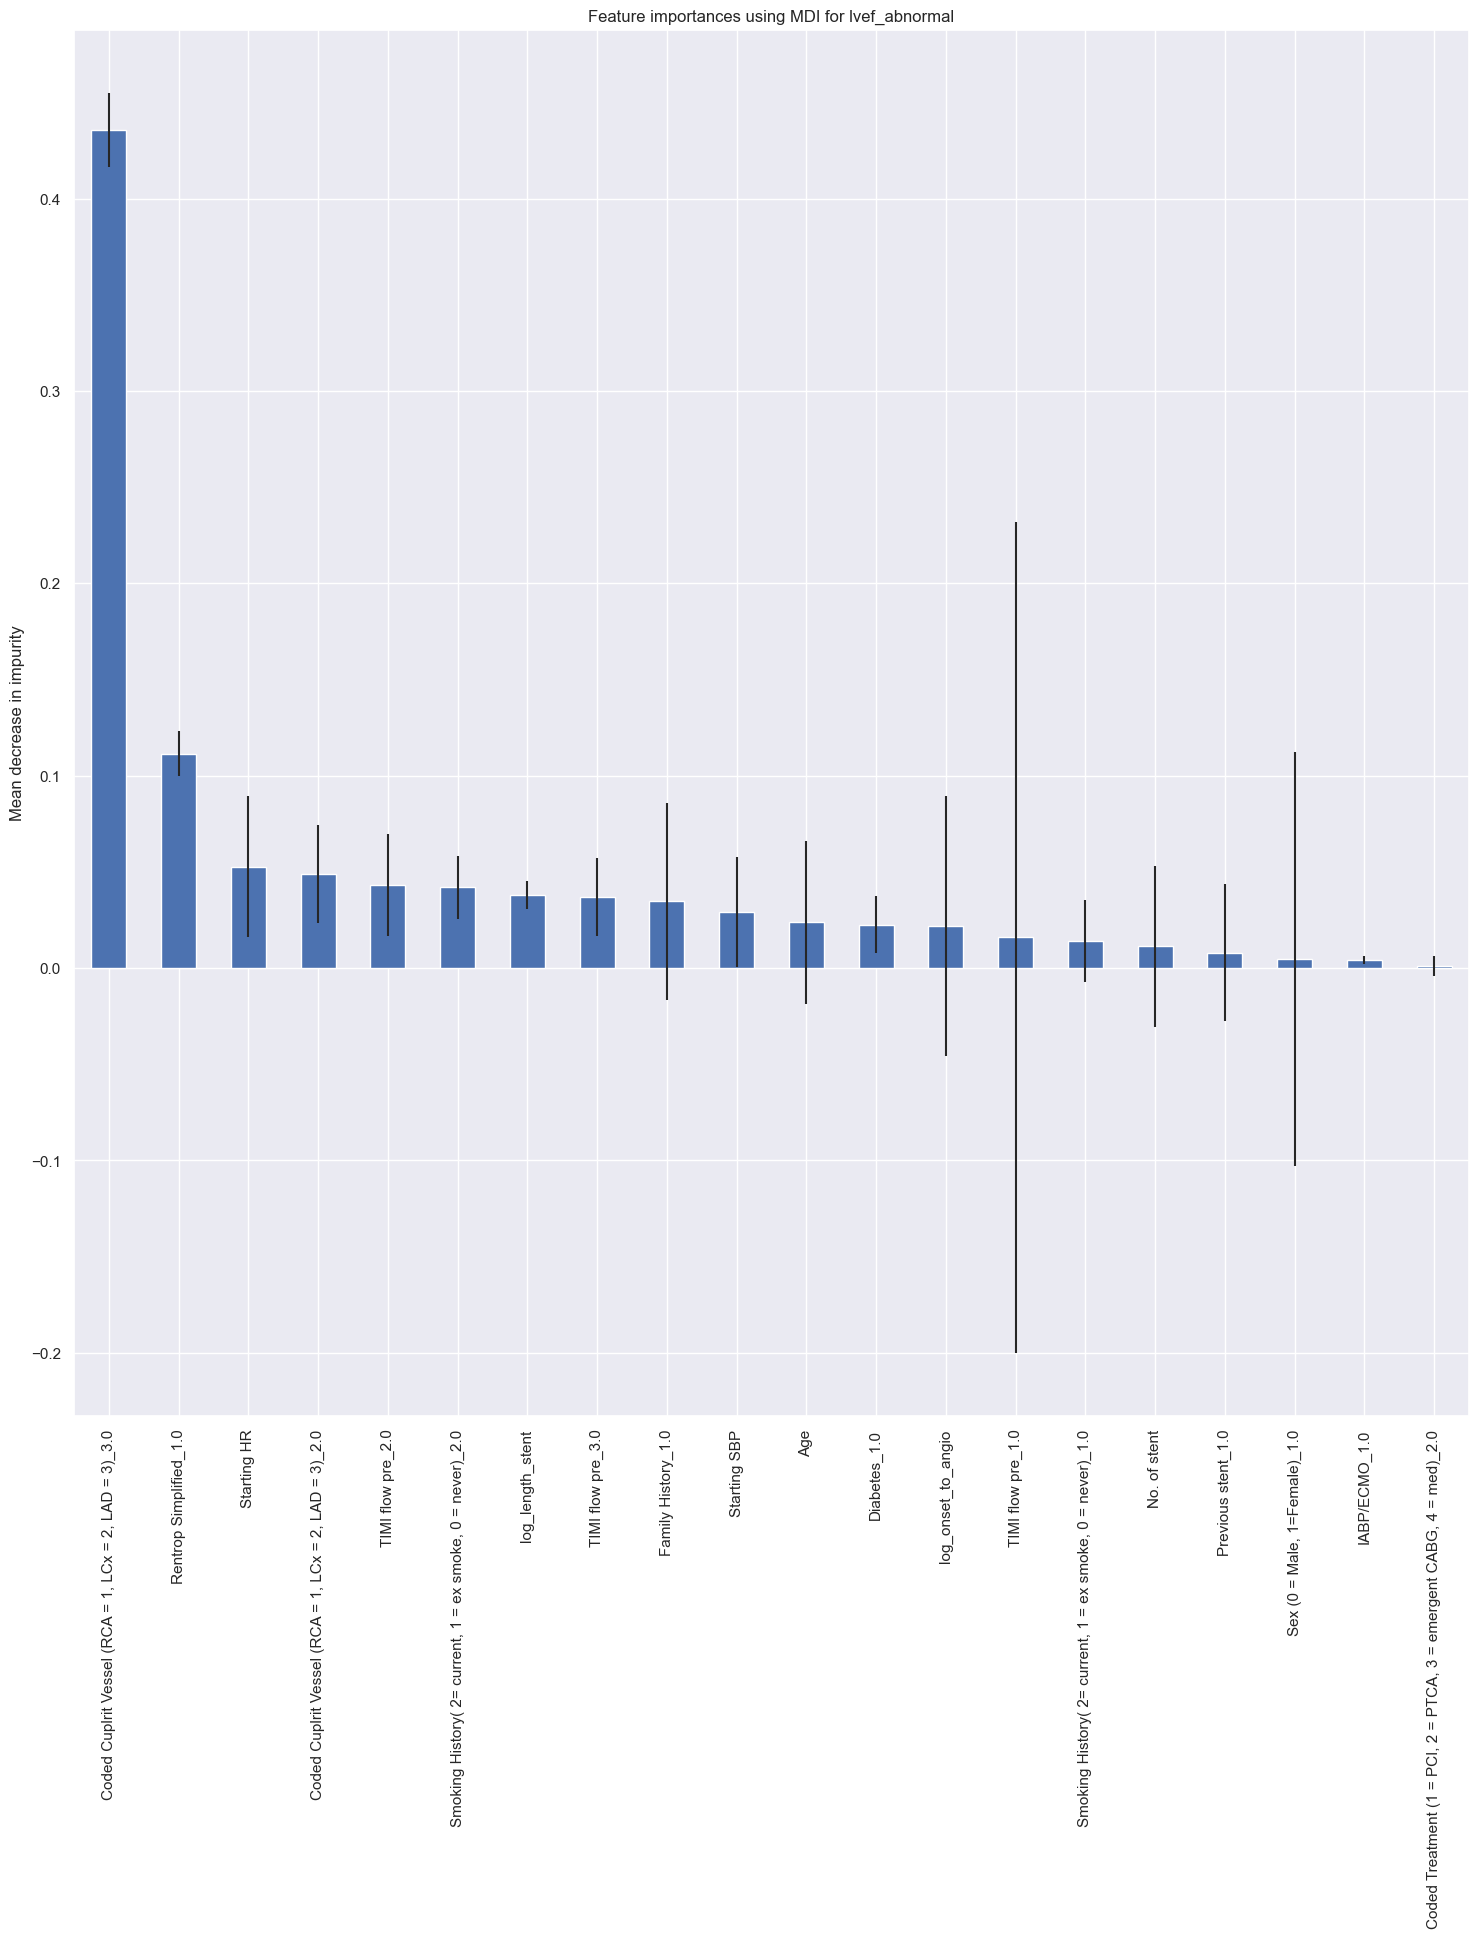 Feature importances using MDI for lvef_abnormal
Mean decrease in impurity
0.4
0.3
0.2
0.1
0.0
−0.1
−0.2
Coded Cuplrit Vessel (RCA = 1, LCx = 2, LAD = 3)_3.0
Rentrop Simplified_1.0
Starting HR
Coded Cuplrit Vessel (RCA = 1, LCx = 2, LAD = 3)_2.0
TIMI flow pre_2.0
Smoking History( 2= current, 1 = ex smoke, 0 = never)_2.0
log_length_stent
TIMI flow pre_3.0
Family History_1.0
Starting SBP
Age
Diabetes_1.0
log_onset_to_angio
TIMI flow pre_1.0
Smoking History( 2= current, 1 = ex smoke, 0 = never)_1.0
No. of stent
Previous stent_1.0
Sex (0 = Male, 1=Female)_1.0
IABP/ECMO_1.0
Coded Treatment (1 = PCI, 2 = PTCA, 3 = emergent CABG, 4 = med)_2.0